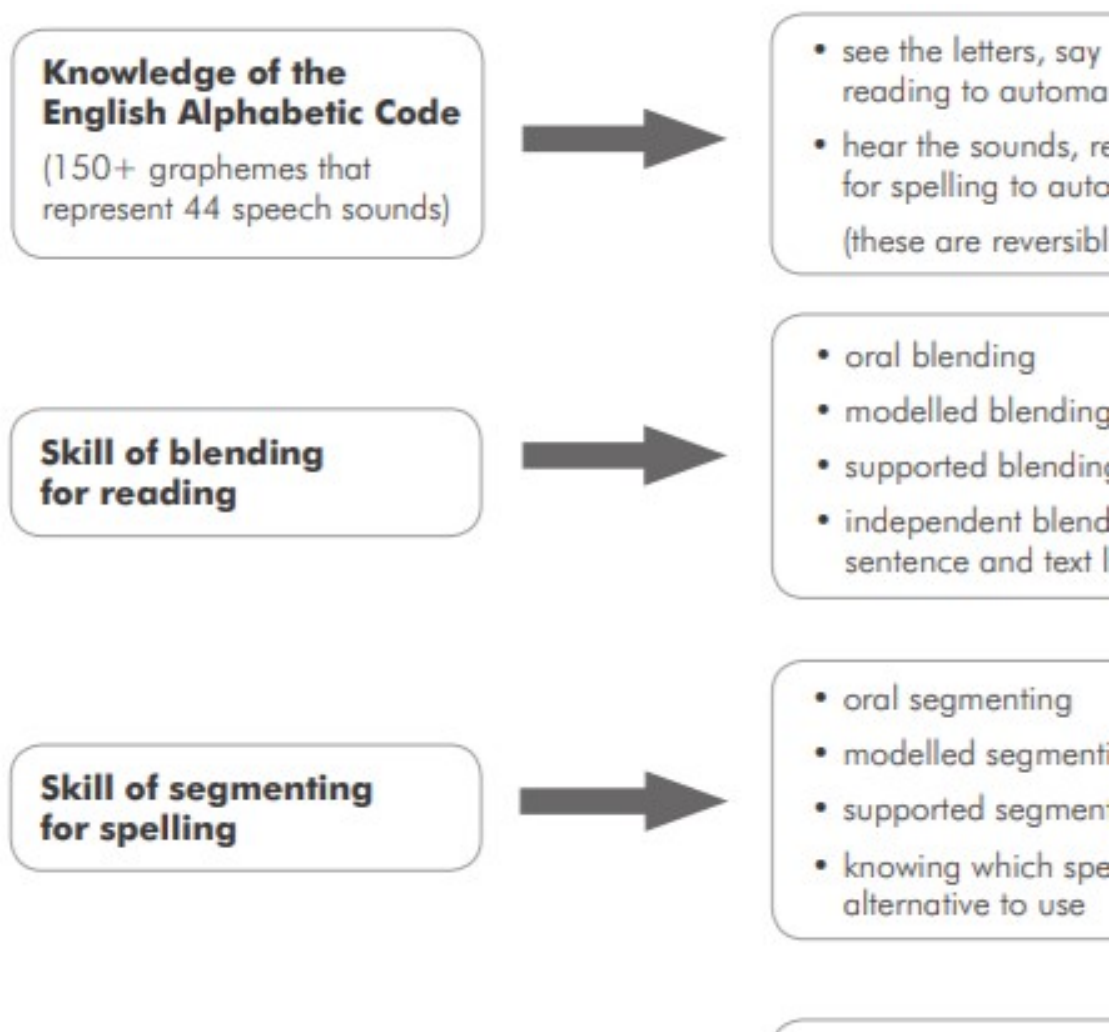 Knowledge of the
English Alphabetic Code
(150+ graphemes that
represent 44 speech sounds)
• see the letters, say
reading to automa
• hear the sounds, re
for spelling to auto
(these are reversibl
Skill of blending
for reading
• oral blending
• modelled blending
• supported blending
• independent blend
sentence and text l
Skill of segmenting
for spelling
• oral segmenting
• modelled segmenti
• supported segment
• knowing which spe
alternative to use